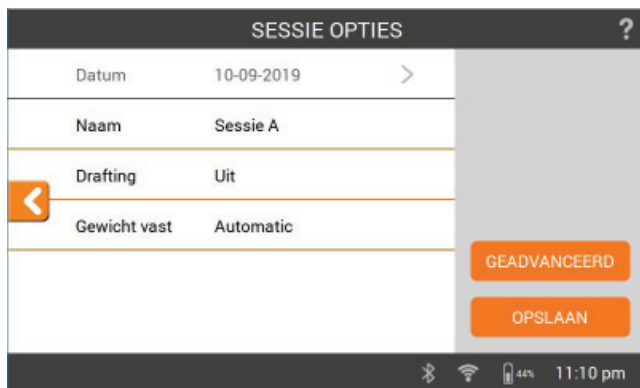 SESSIE OPTIES ?
Datum 10-09-2019
Naam Sessie A
Drafting Uit
Gewicht vast Automatic
GEADVANCEERD
OPSLAAN
44% 11:10 pm